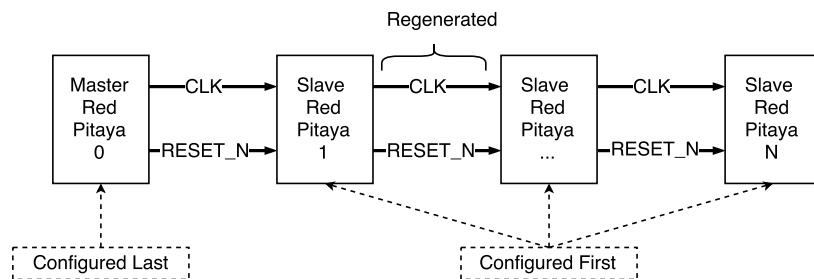 Regenerated
Master
Red
Pitaya
0
CLK
RESET_N
Slave
Red
Pitaya
1
CLK
RESET_N
Slave
Red
Pitaya
...
CLK
RESET_N
Slave
Red
Pitaya
N
Configured Last
Configured First